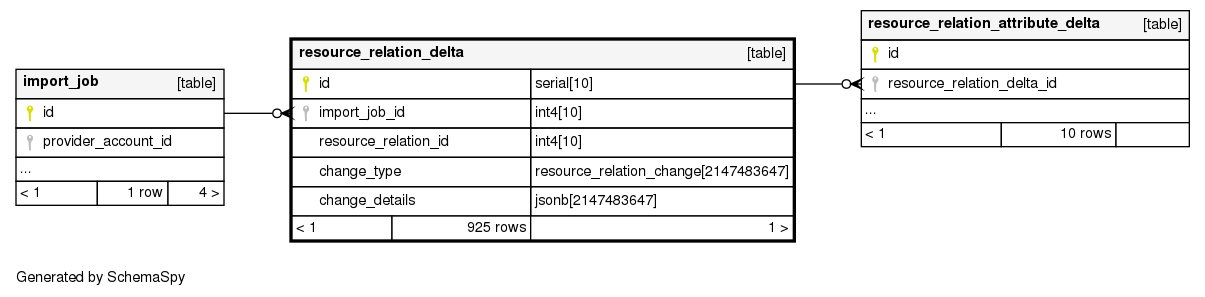 import_job [table]
id
provider_account_id
...
< 1 1 row 4 >
resource_relation_delta [table]
id serial[10]
import_job_id int4[10]
resource_relation_id int4[10]
change_type resource_relation_change[2147483647]
change_details jsonb[2147483647]
< 1 925 rows 1 >
resource_relation_attribute_delta [table]
id
resource_relation_delta_id
...
< 1 10 rows
Generated by SchemaSpy